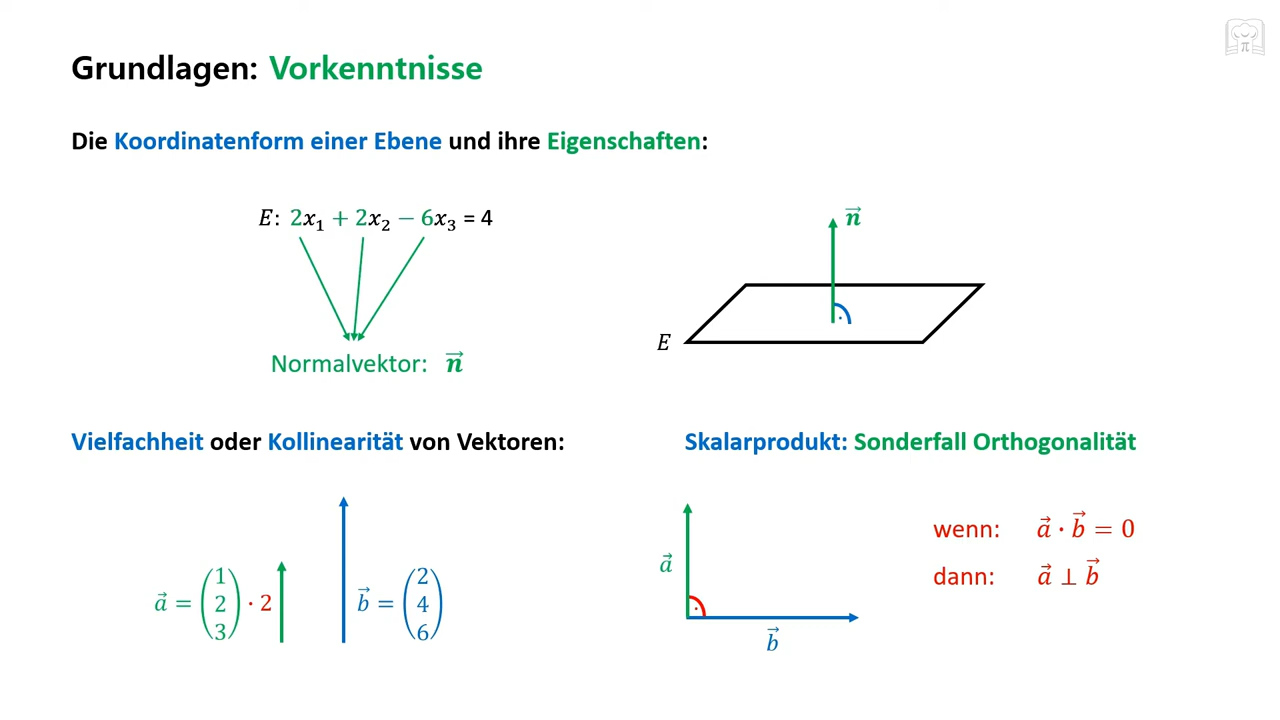 Grundlagen: Vorkenntnisse
Die Koordinatenform einer Ebene und ihre Eigenschaften:
E: 2x₁ + 2x₂ − 6x₃ = 4
Normalvektor: n⃗
n⃗
E
Vielfachheit oder Kollinearität von Vektoren:
a⃗ = (1 2 3) · 2
b⃗ = (2 4 6)
Skalarprodukt: Sonderfall Orthogonalität
a⃗
b⃗
wenn: a⃗ · b⃗ = 0
dann: a⃗ ⊥ b⃗
π